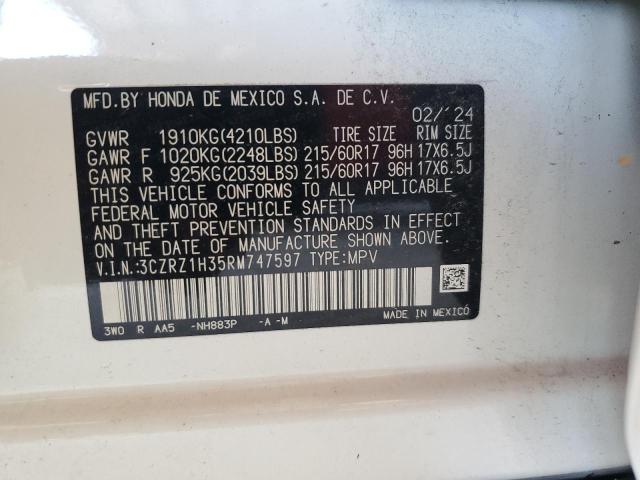 MFD.BY HONDA DE MEXICO S.A. DE C.V.
02/'24
GVWR 1910KG(4210LBS) TIRE SIZE RIM SIZE
GAWR F 1020KG(2248LBS) 215/60R17 96H 17X6.5J
GAWR R 925KG(2039LBS) 215/60R17 96H 17X6.5J
THIS VEHICLE CONFORMS TO ALL APPLICABLE
FEDERAL MOTOR VEHICLE SAFETY
AND THEFT PREVENTION STANDARDS IN EFFECT
ON THE DATE OF MANUFACTURE SHOWN ABOVE.
V.I.N.:3CZRZ1H35RM747597 TYPE:MPV
3W0 R AA5 -NH883P -A -M MADE IN MEXICO